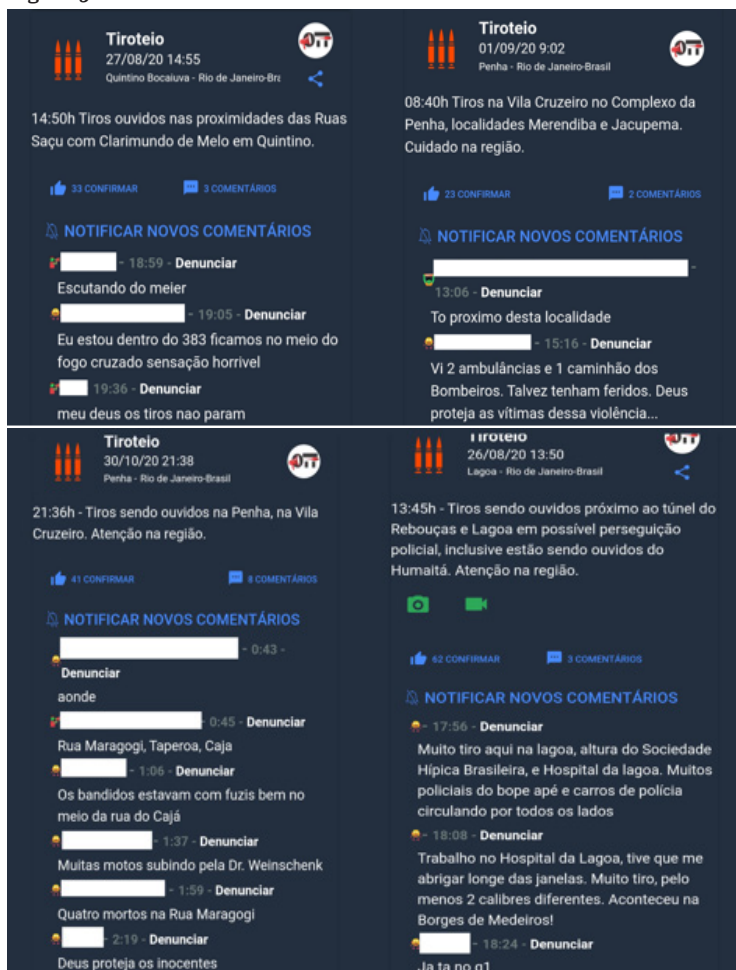 Tiroteio
27/08/20 14:55
Quintino Bocaiuva - Rio de Janeiro-Bra
14:50h Tiros ouvidos nas proximidades das Ruas
Saçu com Clarimundo de Melo em Quintino.
33 CONFIRMAR 3 COMENTÁRIOS
NOTIFICAR NOVOS COMENTÁRIOS
- 18:59 - Denunciar
Escutando do meier
- 19:05 - Denunciar
Eu estou dentro do 383 ficamos no meio do
fogo cruzado sensação horrivel
19:36 - Denunciar
meu deus os tiros nao param
Tiroteio
01/09/20 9:02
Penha - Rio de Janeiro-Brasil
08:40h Tiros na Vila Cruzeiro no Complexo da
Penha, localidades Merendiba e Jacupema.
Cuidado na região.
23 CONFIRMAR 2 COMENTÁRIOS
NOTIFICAR NOVOS COMENTÁRIOS
-
13:06 - Denunciar
To proximo desta localidade
- 15:16 - Denunciar
Vi 2 ambulâncias e 1 caminhão dos
Bombeiros. Talvez tenham feridos. Deus
proteja as vítimas dessa violência...
Tiroteio
30/10/20 21:38
Penha - Rio de Janeiro-Brasil
21:36h - Tiros sendo ouvidos na Penha, na Vila
Cruzeiro. Atenção na região.
41 CONFIRMAR 8 COMENTÁRIOS
NOTIFICAR NOVOS COMENTÁRIOS
- 0:43 -
Denunciar
aonde
- 0:45 - Denunciar
Rua Maragogi, Taperoa, Caja
- 1:06 - Denunciar
Os bandidos estavam com fuzis bem no
meio da rua do Cajá
- 1:37 - Denunciar
Muitas motos subindo pela Dr. Weinschenk
- 1:59 - Denunciar
Quatro mortos na Rua Maragogi
- 2:19 - Denunciar
Deus proteja os inocentes
Tiroteio
26/08/20 13:50
Lagoa - Rio de Janeiro-Brasil
13:45h - Tiros sendo ouvidos próximo ao túnel do
Rebouças e Lagoa em possível perseguição
policial, inclusive estão sendo ouvidos do
Humaitá. Atenção na região.
62 CONFIRMAR 3 COMENTÁRIOS
NOTIFICAR NOVOS COMENTÁRIOS
- 17:56 - Denunciar
Muito tiro aqui na lagoa, altura do Sociedade
Hípica Brasileira, e Hospital da lagoa. Muitos
policiais do bope apé e carros de polícia
circulando por todos os lados
- 18:08 - Denunciar
Trabalho no Hospital da Lagoa, tive que me
abrigar longe das janelas. Muito tiro, pelo
menos 2 calibres diferentes. Aconteceu na
Borges de Medeiros!
- 18:24 - Denunciar
Ja ta no g1